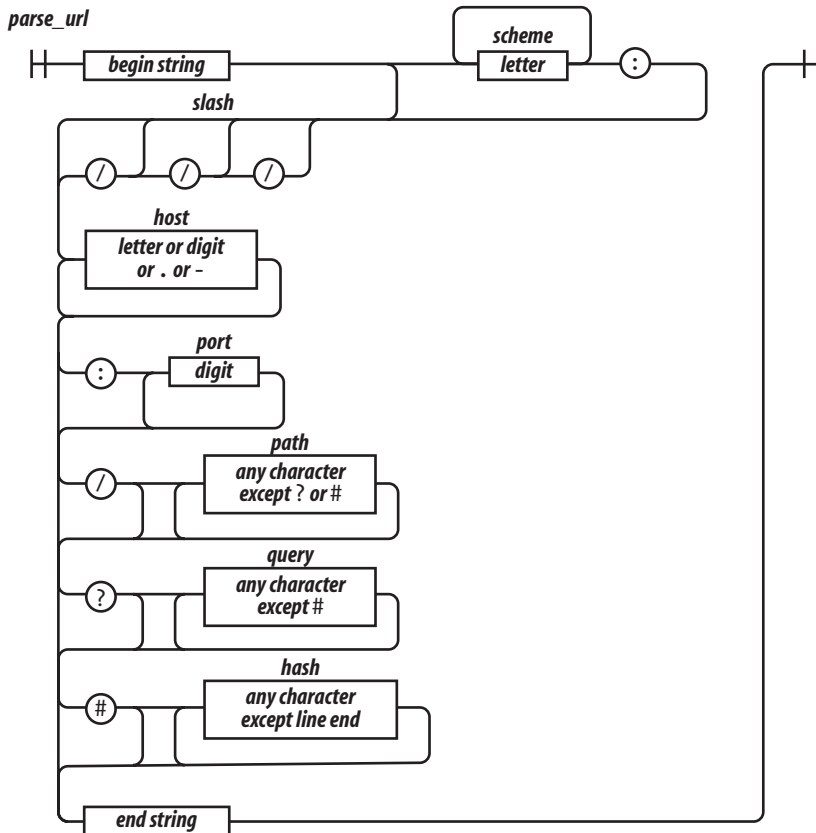 parse_url
scheme
begin string
letter
:
slash
/ / /
host
letter or digit
or . or -
port
:
digit
path
/
any character
except ? or #
query
?
any character
except #
hash
#
any character
except line end
end string